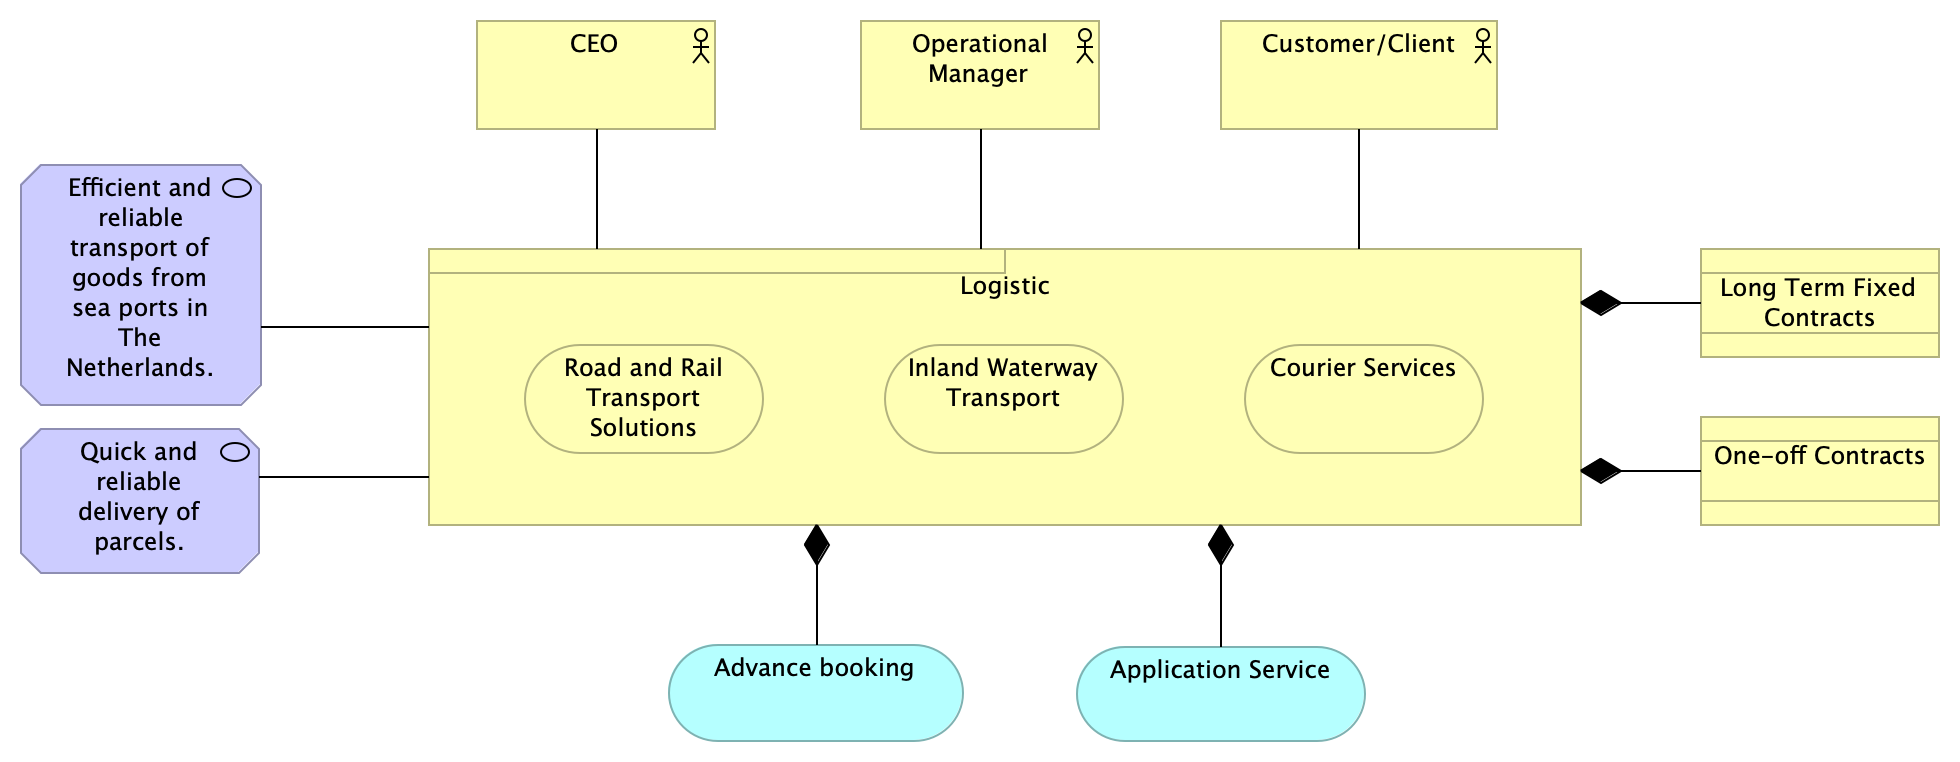 CEO
Operational
Manager
Customer/Client
Efficient and
reliable
transport of
goods from
sea ports in
The
Netherlands.
Quick and
reliable
delivery of
parcels.
Logistic
Road and Rail
Transport
Solutions
Inland Waterway
Transport
Courier Services
Long Term Fixed
Contracts
One-off Contracts
Advance booking
Application Service